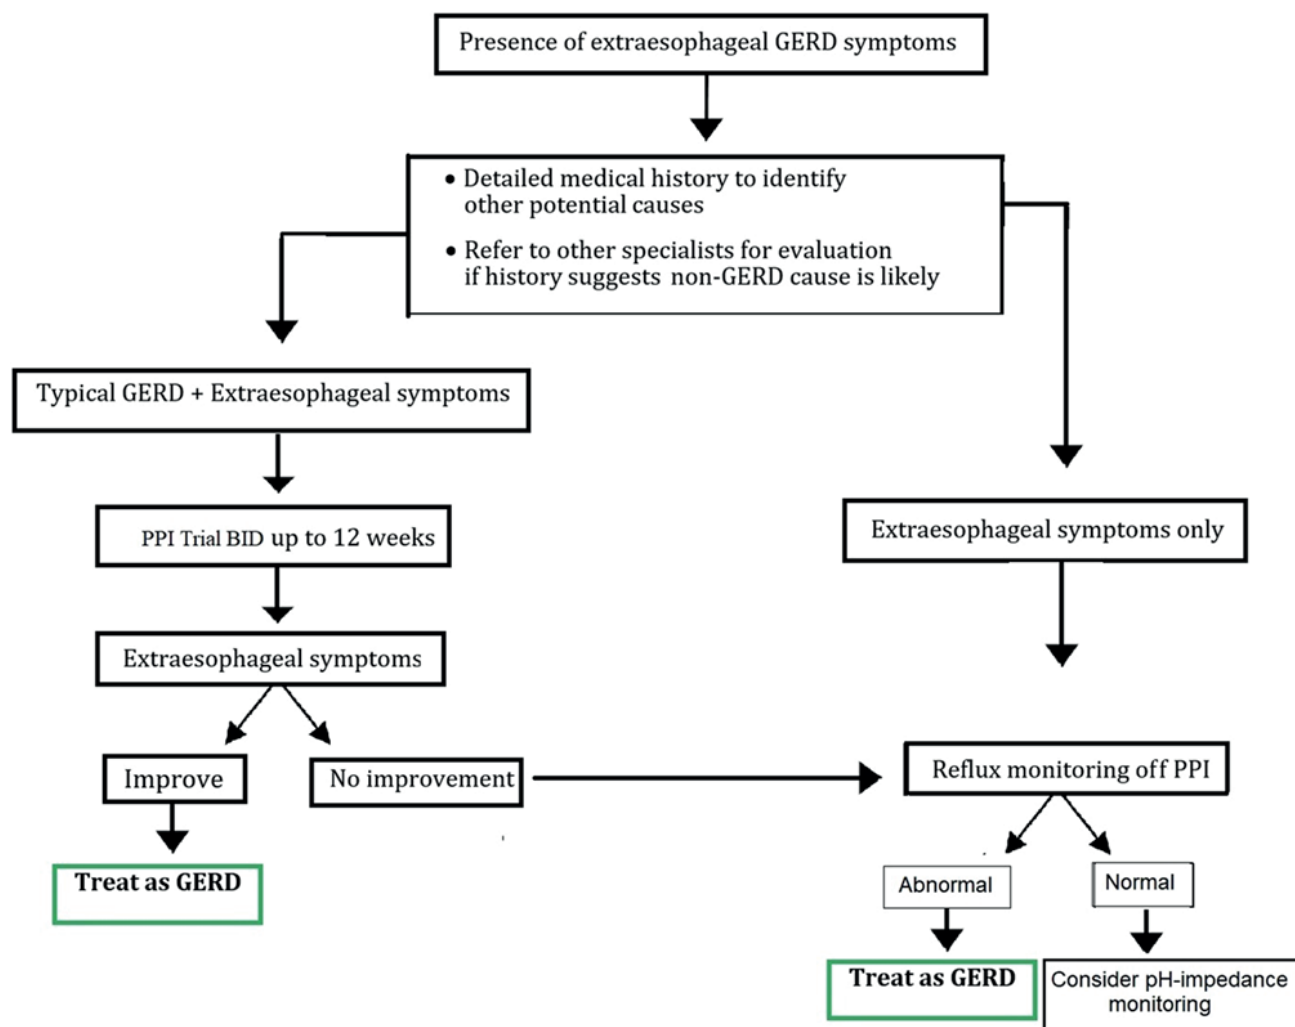 Presence of extraesophageal GERD symptoms
• Detailed medical history to identify
other potential causes
• Refer to other specialists for evaluation
if history suggests non-GERD cause is likely
Typical GERD + Extraesophageal symptoms
PPI Trial BID up to 12 weeks
Extraesophageal symptoms only
Extraesophageal symptoms
Improve
No improvement
Reflux monitoring off PPI
Treat as GERD
Abnormal
Normal
Treat as GERD
Consider pH-impedance
monitoring